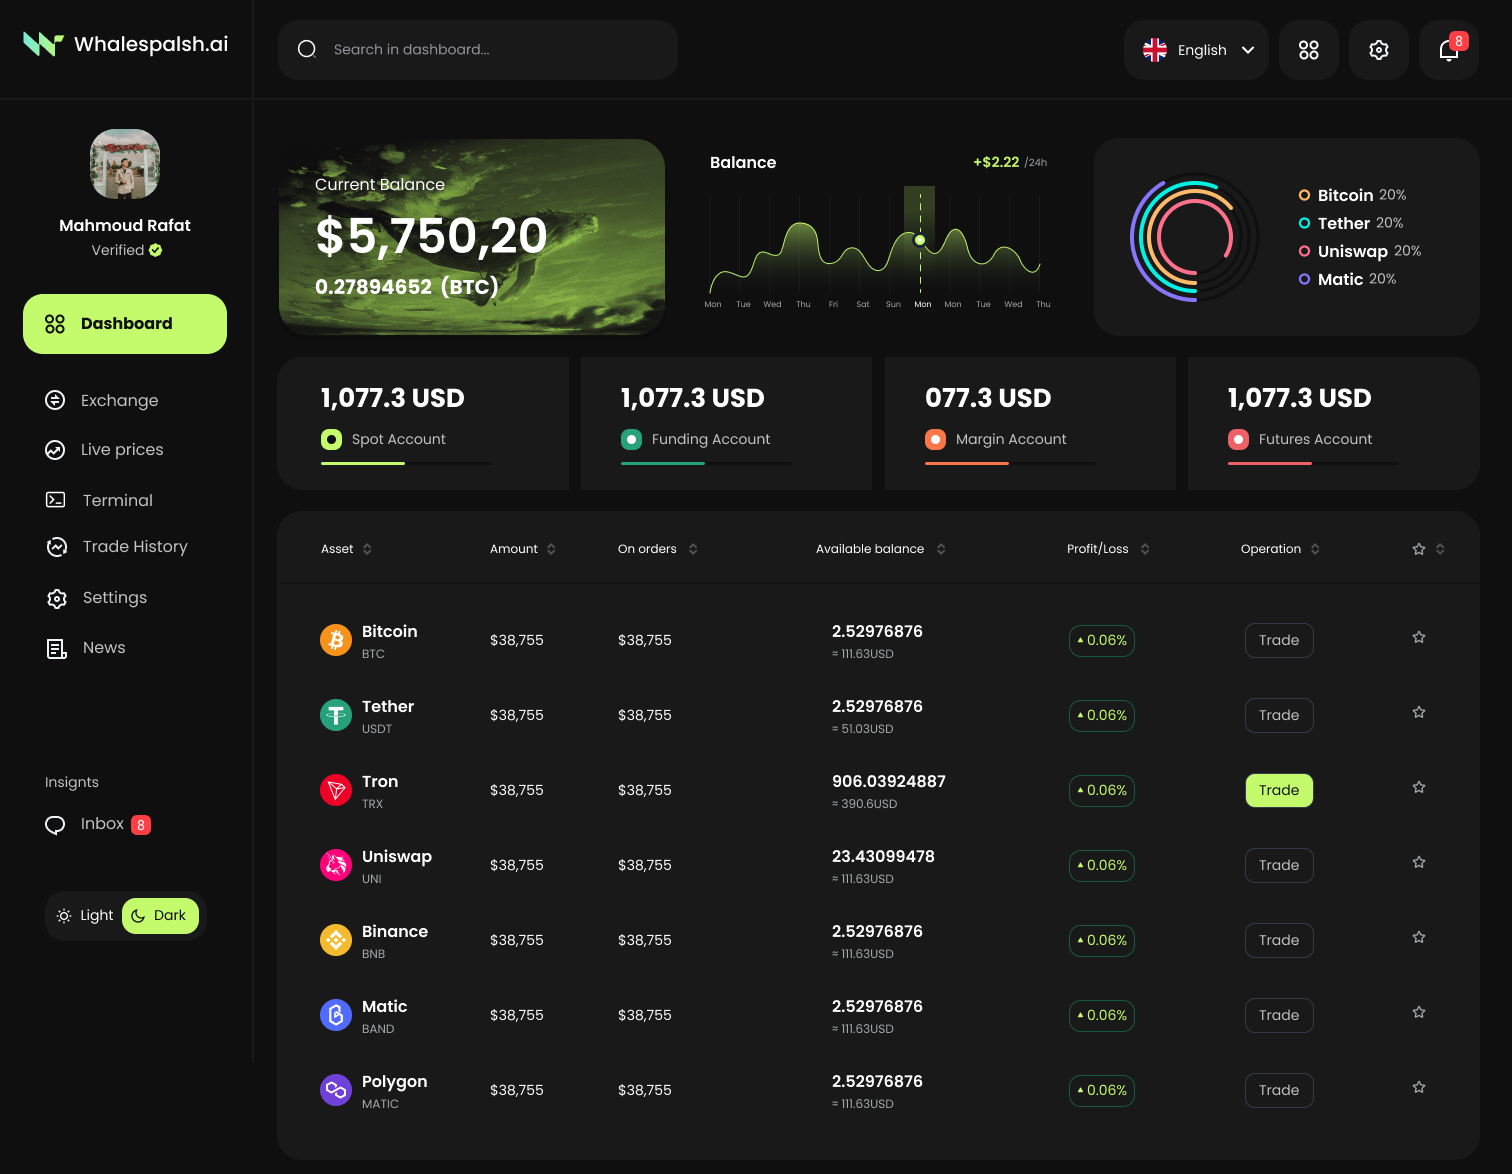 Whalespalsh.ai
Search in dashboard...
English
8
Mahmoud Rafat
Verified
Dashboard
Exchange
Live prices
Terminal
Trade History
Settings
News
Insignts
Inbox 8
Light Dark
Current Balance
$5,750,20
0.27894652 (BTC)
Balance +$2.22 /24h
Mon Tue Wed Thu Fri Sat Sun Mon Mon Tue Wed Thu
Bitcoin 20%
Tether 20%
Uniswap 20%
Matic 20%
1,077.3 USD
Spot Account
1,077.3 USD
Funding Account
077.3 USD
Margin Account
1,077.3 USD
Futures Account
Asset Amount On orders Available balance Profit/Loss Operation
Bitcoin $38,755 $38,755 2.52976876 0.06% Trade
BTC ≈ 111.63USD
Tether $38,755 $38,755 2.52976876 0.06% Trade
USDT ≈ 51.03USD
Tron $38,755 $38,755 906.03924887 0.06% Trade
TRX ≈ 390.6USD
Uniswap $38,755 $38,755 23.43099478 0.06% Trade
UNI ≈ 111.63USD
Binance $38,755 $38,755 2.52976876 0.06% Trade
BNB ≈ 111.63USD
Matic $38,755 $38,755 2.52976876 0.06% Trade
BAND ≈ 111.63USD
Polygon $38,755 $38,755 2.52976876 0.06% Trade
MATIC ≈ 111.63USD